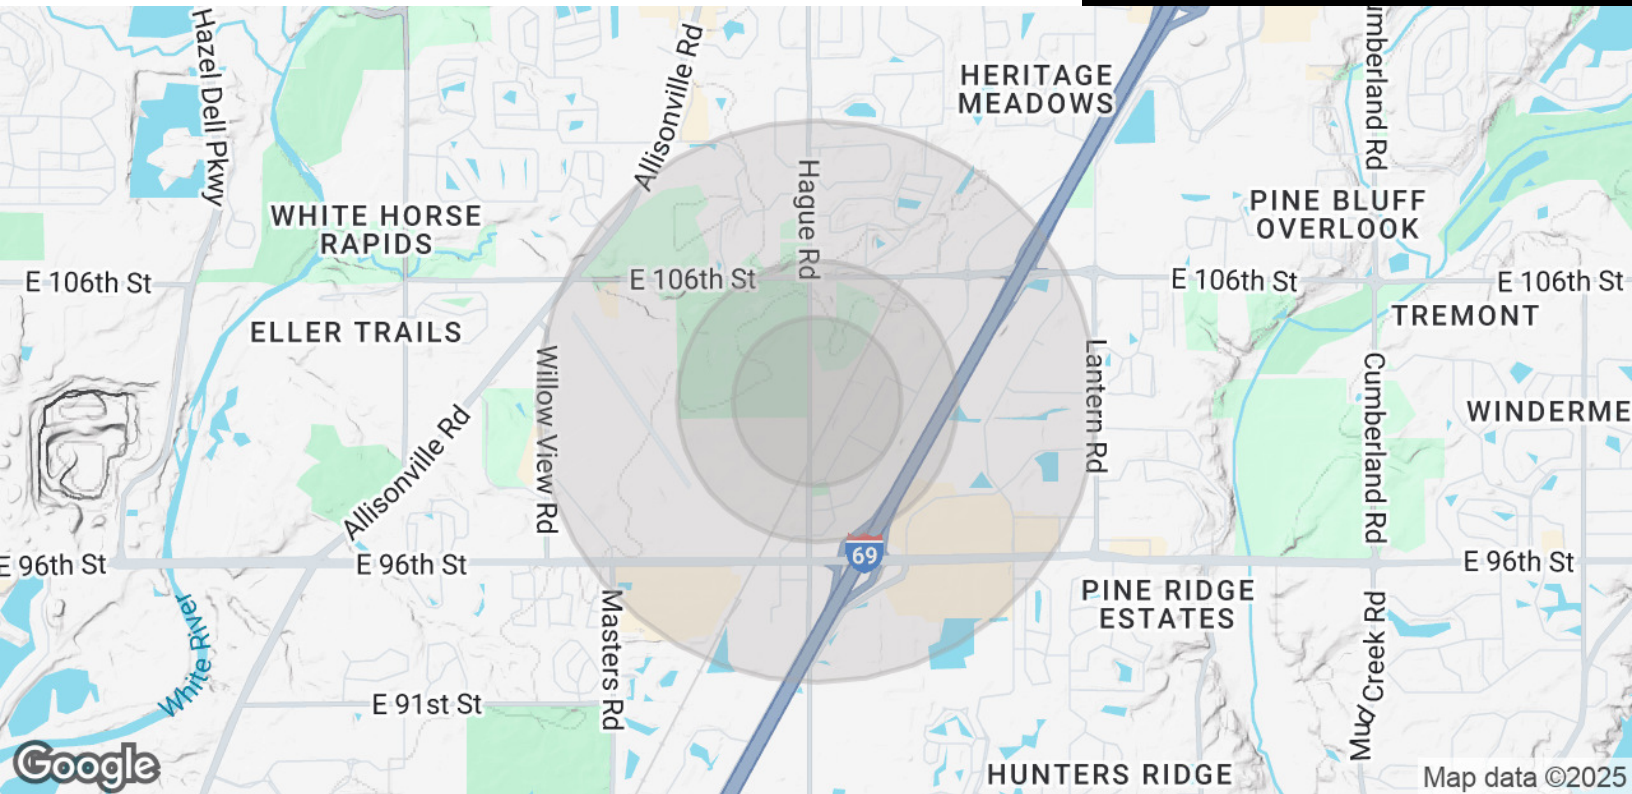 Hazel Dell Pkwy
Allisonville Rd
HERITAGE
MEADOWS
Cumberland Rd
Hague Rd
WHITE HORSE
RAPIDS
PINE BLUFF
OVERLOOK
E 106th St
E 106th St
E 106th St
E 106th St
ELLER TRAILS
TREMONT
Willow View Rd
Lantern Rd
Cumberland Rd
WINDERME
Allisonville Rd
E 96th St
E 96th St
69
E 96th St
White River
Masters Rd
PINE RIDGE
ESTATES
Mud Creek Rd
E 91st St
Google
HUNTERS RIDGE
Map data ©2025